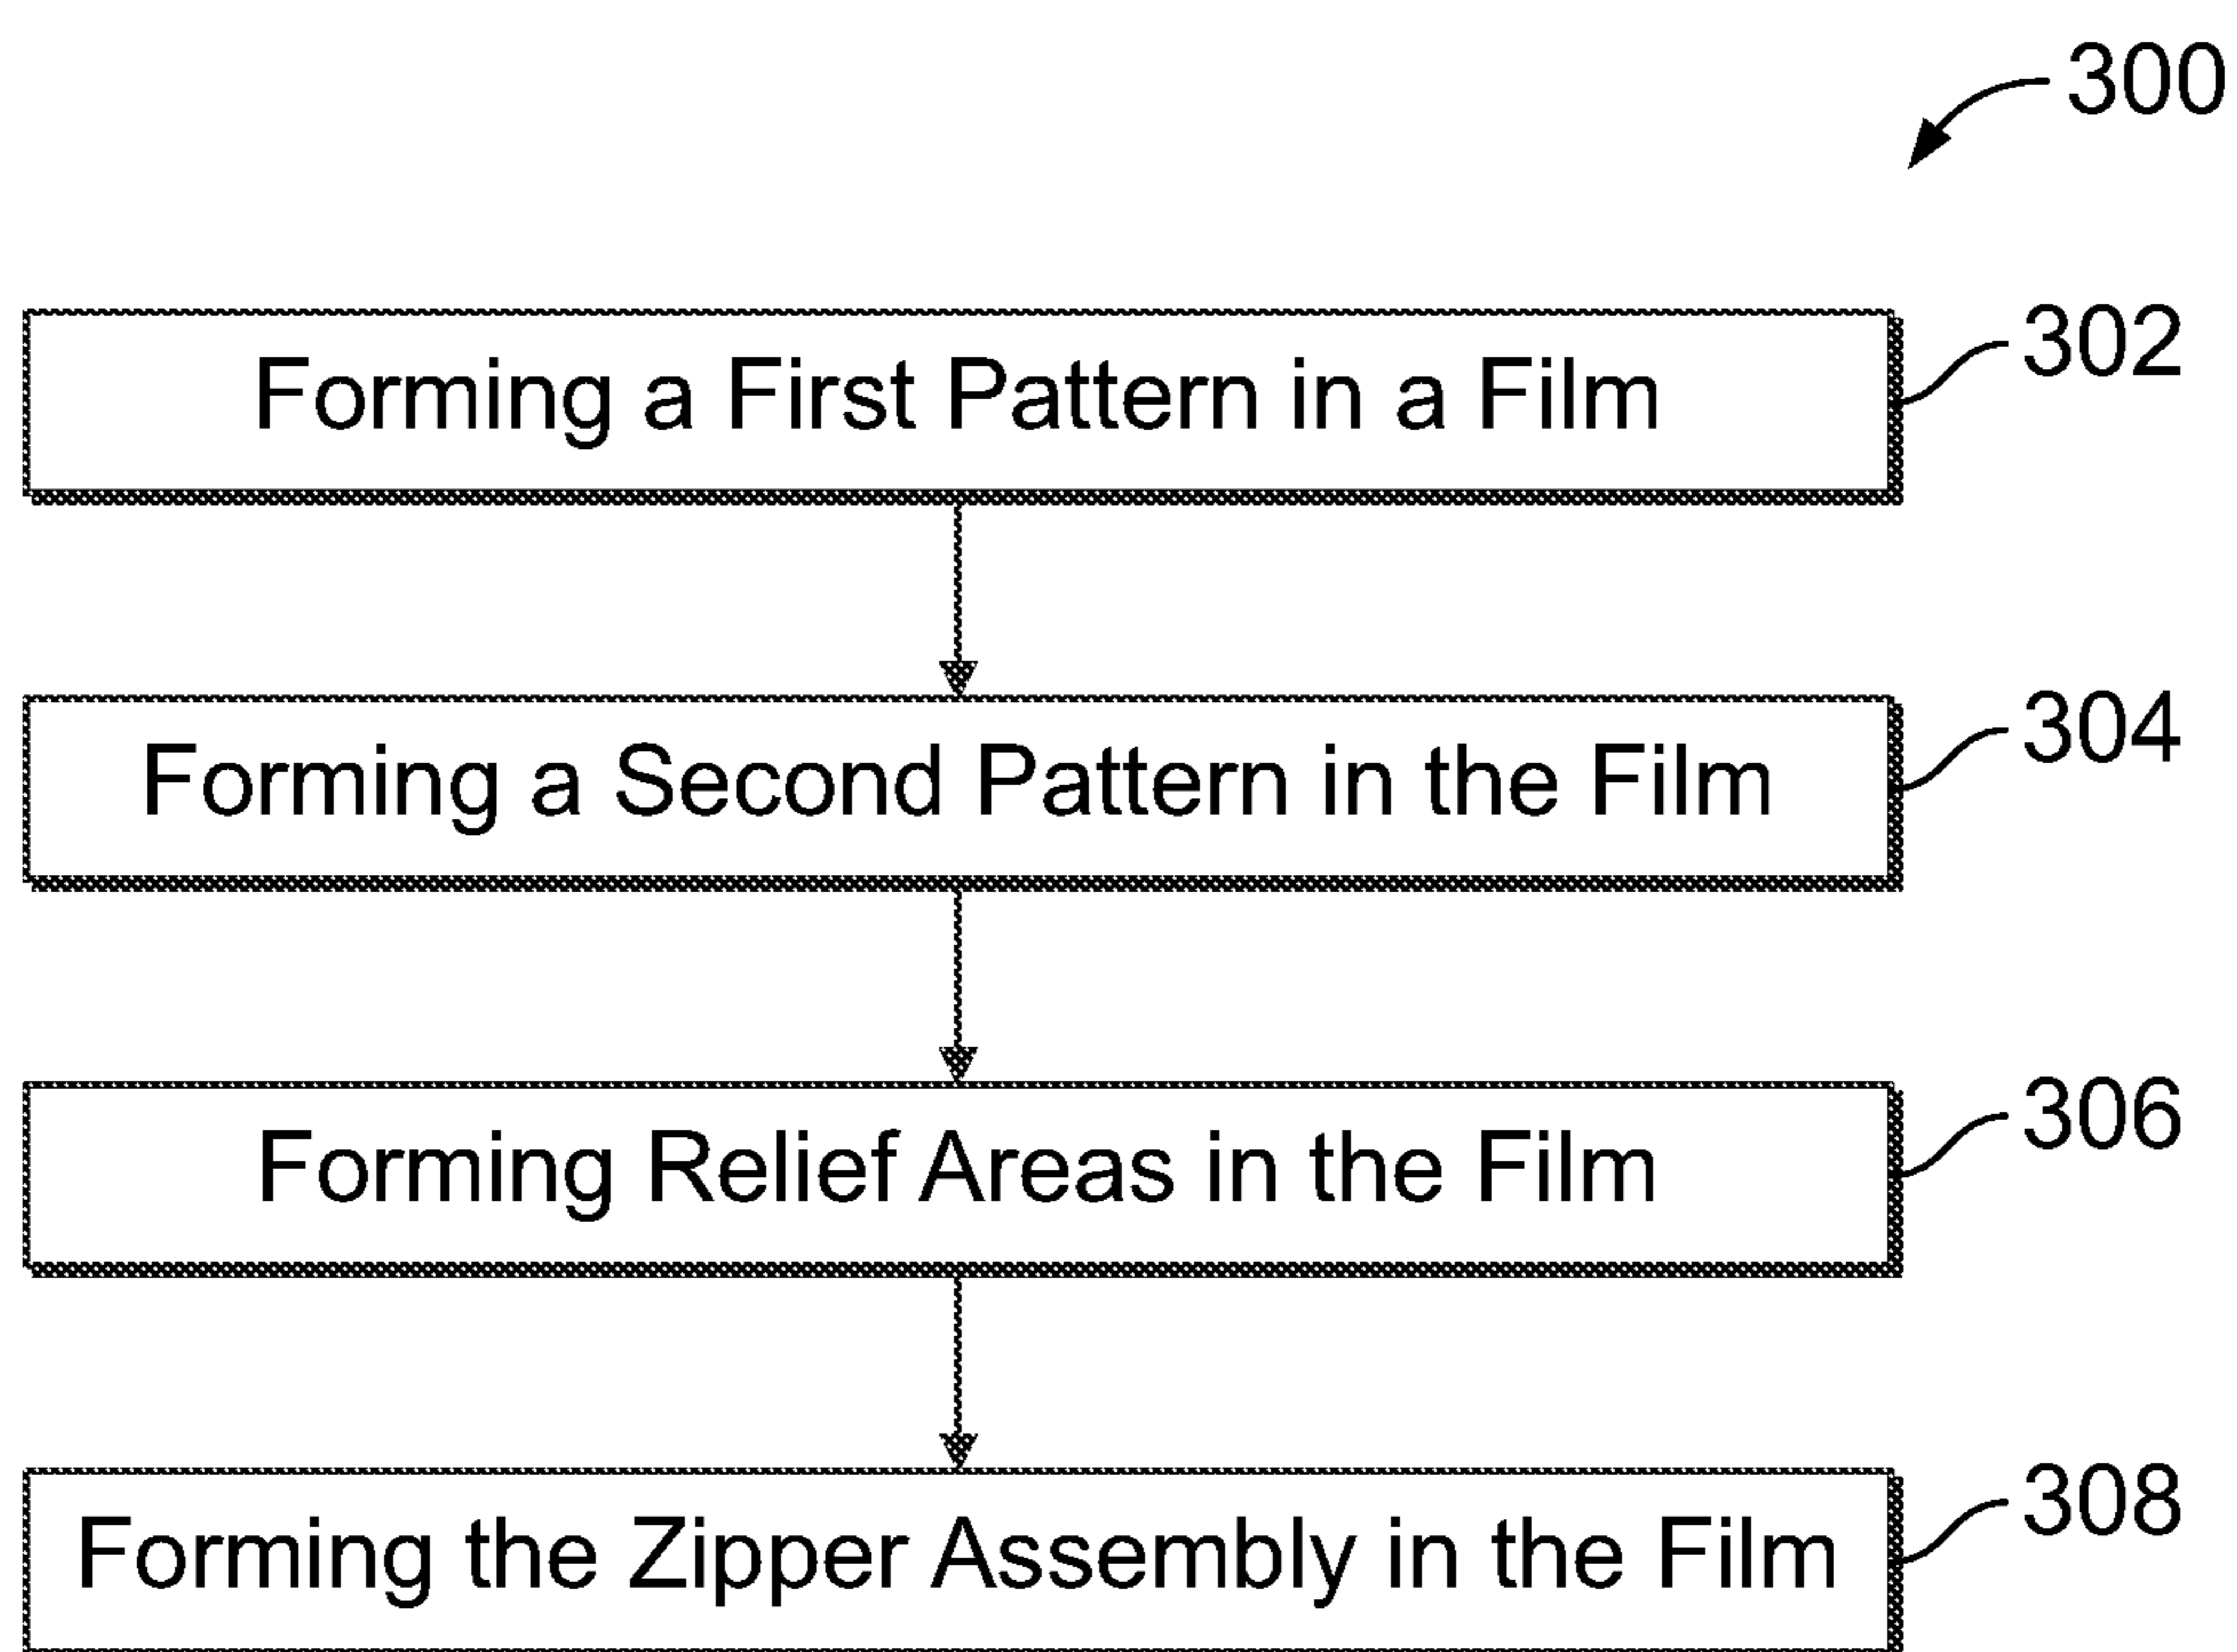 300
Forming a First Pattern in a Film
302
Forming a Second Pattern in the Film
304
Forming Relief Areas in the Film
306
Forming the Zipper Assembly in the Film
308